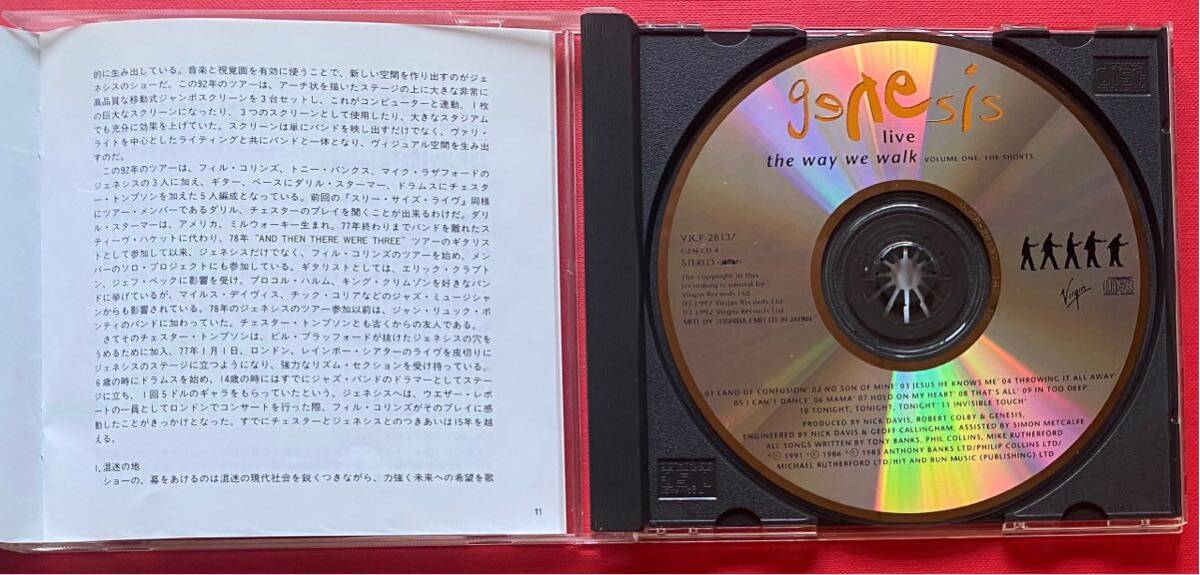 的に生み出している。音楽と視覚面を有効に使うことで、新しい空間を作り出すのがジェ
ネシスのショーだ。この92年のツアーは、アーチ状を描いたステージの上に大きな非常に
高品質な移動式ジャンボスクリーンを3台セットし、これがコンピューターと連動、1枚
の巨大なスクリーンになったり、3つのスクリーンとして使用したり、大きなスタジアム
でも充分に効果を上げていた。スクリーンは単にバンドを映し出すだけでなく、ヴァリ・
ライトを中心としたライティングと共にバンドと一体となり、ヴィジュアル空間を生み出
すのだ。
この92年のツアーは、フィル・コリンズ、トニー・バンクス、マイク・ラザフォードの
ジェネシスの3人に加え、ギター、ベースにダリル・スターマー、ドラムスにチェスタ
ー・トンプソンを加えた5人編成となっている。前回の『スリー・サイズ・ライヴ』同様
にツアー・メンバーであるダリル、チェスターのプレイを聞くことが出来るわけだ。ダリ
ル・スターマーは、アメリカ、ミルウォーキー生まれ。77年終わりまでバンドを離れたス
ティーヴ・ハケットに代わり、78年 "AND THEN THERE WERE THREE" ツアーのギタリス
トとして参加して以来、ジェネシスだけでなく、フィル・コリンズのツアーを始め、メン
バーのソロ・プロジェクトにも参加している。ギタリストとしては、エリック・クラプト
ン、ジェフ・ベックに影響を受け、プロコル・ハルム、キング・クリムゾンを好きなバン
ドに挙げているが、マイルス・デイヴィス、チック・コリアなどのジャズ・ミュージシャ
ンからも影響されている。78年のジェネシスのツアー参加以前は、ジャン・リュック・ポ
ンティのバンドに加わっていた。チェスター・トンプソンとも古くからの友人である。
さてそのチェスター・トンプソンは、ビル・ブラッフォードが抜けたジェネシスの穴を
うめるために加入、77年1月1日、ロンドン、レインボー・シアターのライヴを皮切りに
ジェネシスのステージに立つようになり、強力なリズム・セクションを受け持っている。
6歳の時にドラムスを始め、14歳の時にはすでにジャズ・バンドのドラマーとしてステー
ジに立ち、1回5ドルのギャラをもらっていたという。ジェネシスへは、ウエザー・レポ
ートの一員としてロンドンでコンサートを行った際、フィル・コリンズがそのプレイに感
動したことがきっかけとなった。すでにチェスターとジェネシスとのつきあいは15年を越
える。
1.混迷の地
ショーの、幕をあけるのは混迷の現代社会を鋭くつきながら、力強く未来への希望を歌
11
genesis
live
the way we walk VOLUME ONE: THE SHORTS
VJCP-28137
GEN CD 4
STEREO
The copyright in this
recording is owned by
Virgin Records Ltd
℗ 1992 Virgin Records Ltd
© 1992 Virgin Records Ltd
MFD. BY TOSHIBA-EMI LTD IN JAPAN
Virgin
COMPACT
disc
DIGITAL AUDIO
01 LAND OF CONFUSION* 02 NO SON OF MINE† 03 JESUS HE KNOWS ME† 04 THROWING IT ALL AWAY*
05 I CAN'T DANCE† 06 MAMA° 07 HOLD ON MY HEART† 08 THAT'S ALL° 09 IN TOO DEEP*
10 TONIGHT, TONIGHT, TONIGHT* 11 INVISIBLE TOUCH*
PRODUCED BY NICK DAVIS, ROBERT COLBY & GENESIS,
ENGINEERED BY NICK DAVIS & GEOFF CALLINGHAM, ASSISTED BY SIMON METCALFE
ALL SONGS WRITTEN BY TONY BANKS, PHIL COLLINS, MIKE RUTHERFORD
†© 1991 *© 1986 °© 1983 ANTHONY BANKS LTD/PHILIP COLLINS LTD/
MICHAEL RUTHERFORD LTD/HIT AND RUN MUSIC (PUBLISHING) LTD